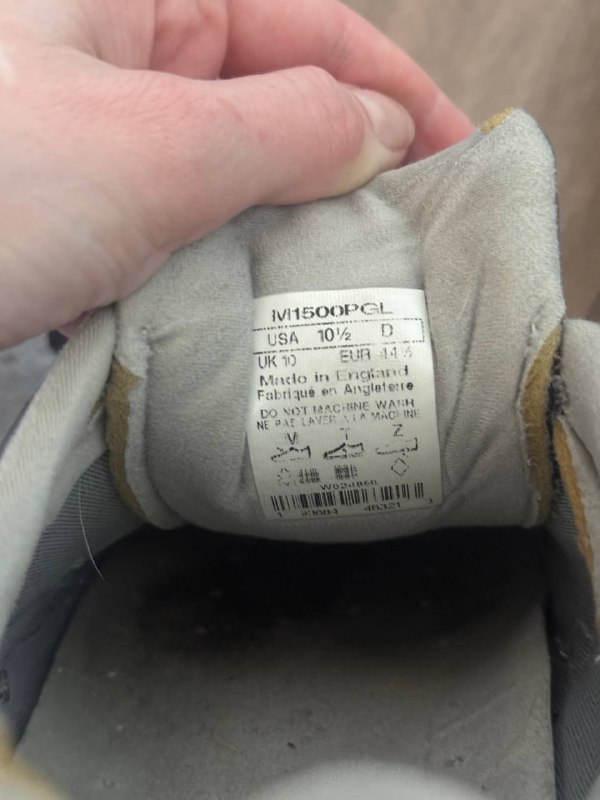 M1500PGL
USA 10½ D
UK 10 EUR 44.5
Made in England
Fabriqué en Angleterre
DO NOT MACHINE WASH
NE PAS LAVER A LA MACHINE
1